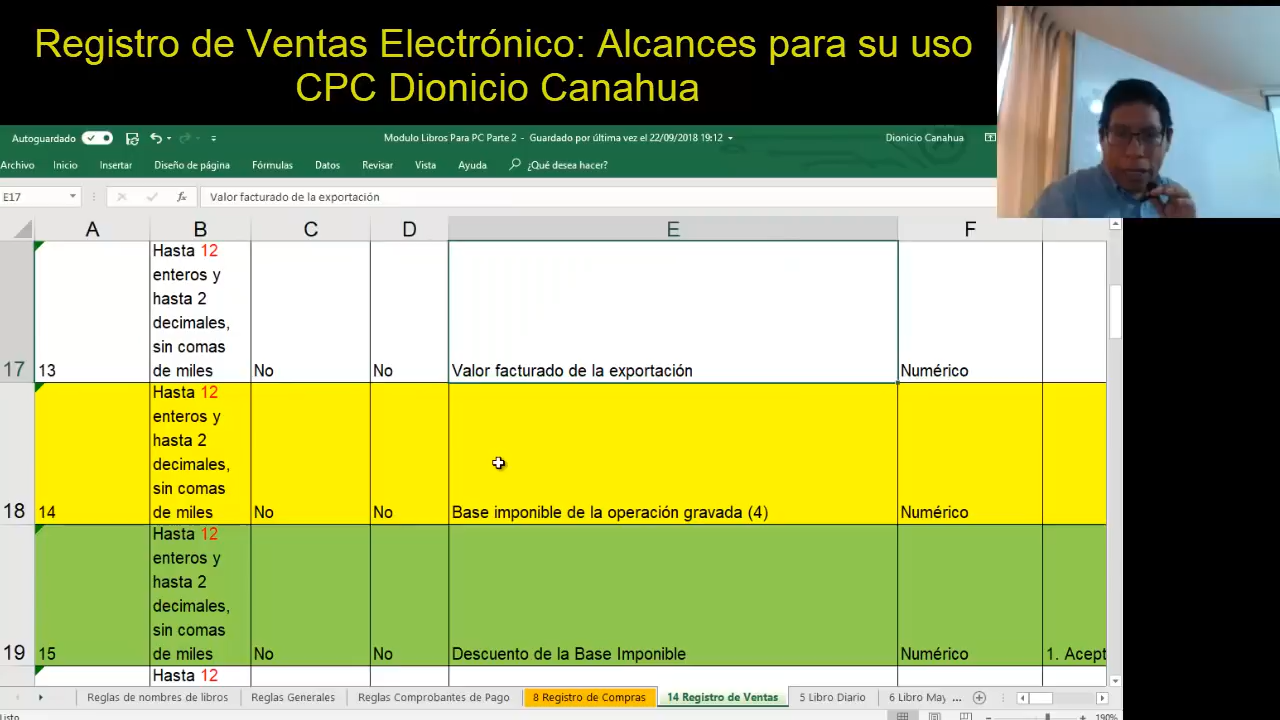 Registro de Ventas Electrónico: Alcances para su uso
CPC Dionicio Canahua
Autoguardado
Modulo Libros Para PC Parte 2 - Guardado por última vez el 22/09/2018 19:12
Dionicio Canahua
Archivo Inicio Insertar Diseño de página Fórmulas Datos Revisar Vista Ayuda ¿Qué desea hacer?
E17 fx Valor facturado de la exportación
A B C D E F
Hasta 12
enteros y
hasta 2
decimales,
sin comas
17 13 de miles No No Valor facturado de la exportación Numérico
Hasta 12
enteros y
hasta 2
decimales,
sin comas
18 14 de miles No No Base imponible de la operación gravada (4) Numérico
Hasta 12
enteros y
hasta 2
decimales,
sin comas
19 15 de miles No No Descuento de la Base Imponible Numérico 1. Acept
Hasta 12
Reglas de nombres de libros Reglas Generales Reglas Comprobantes de Pago 8 Registro de Compras 14 Registro de Ventas 5 Libro Diario 6 Libro May ...
Listo 190%